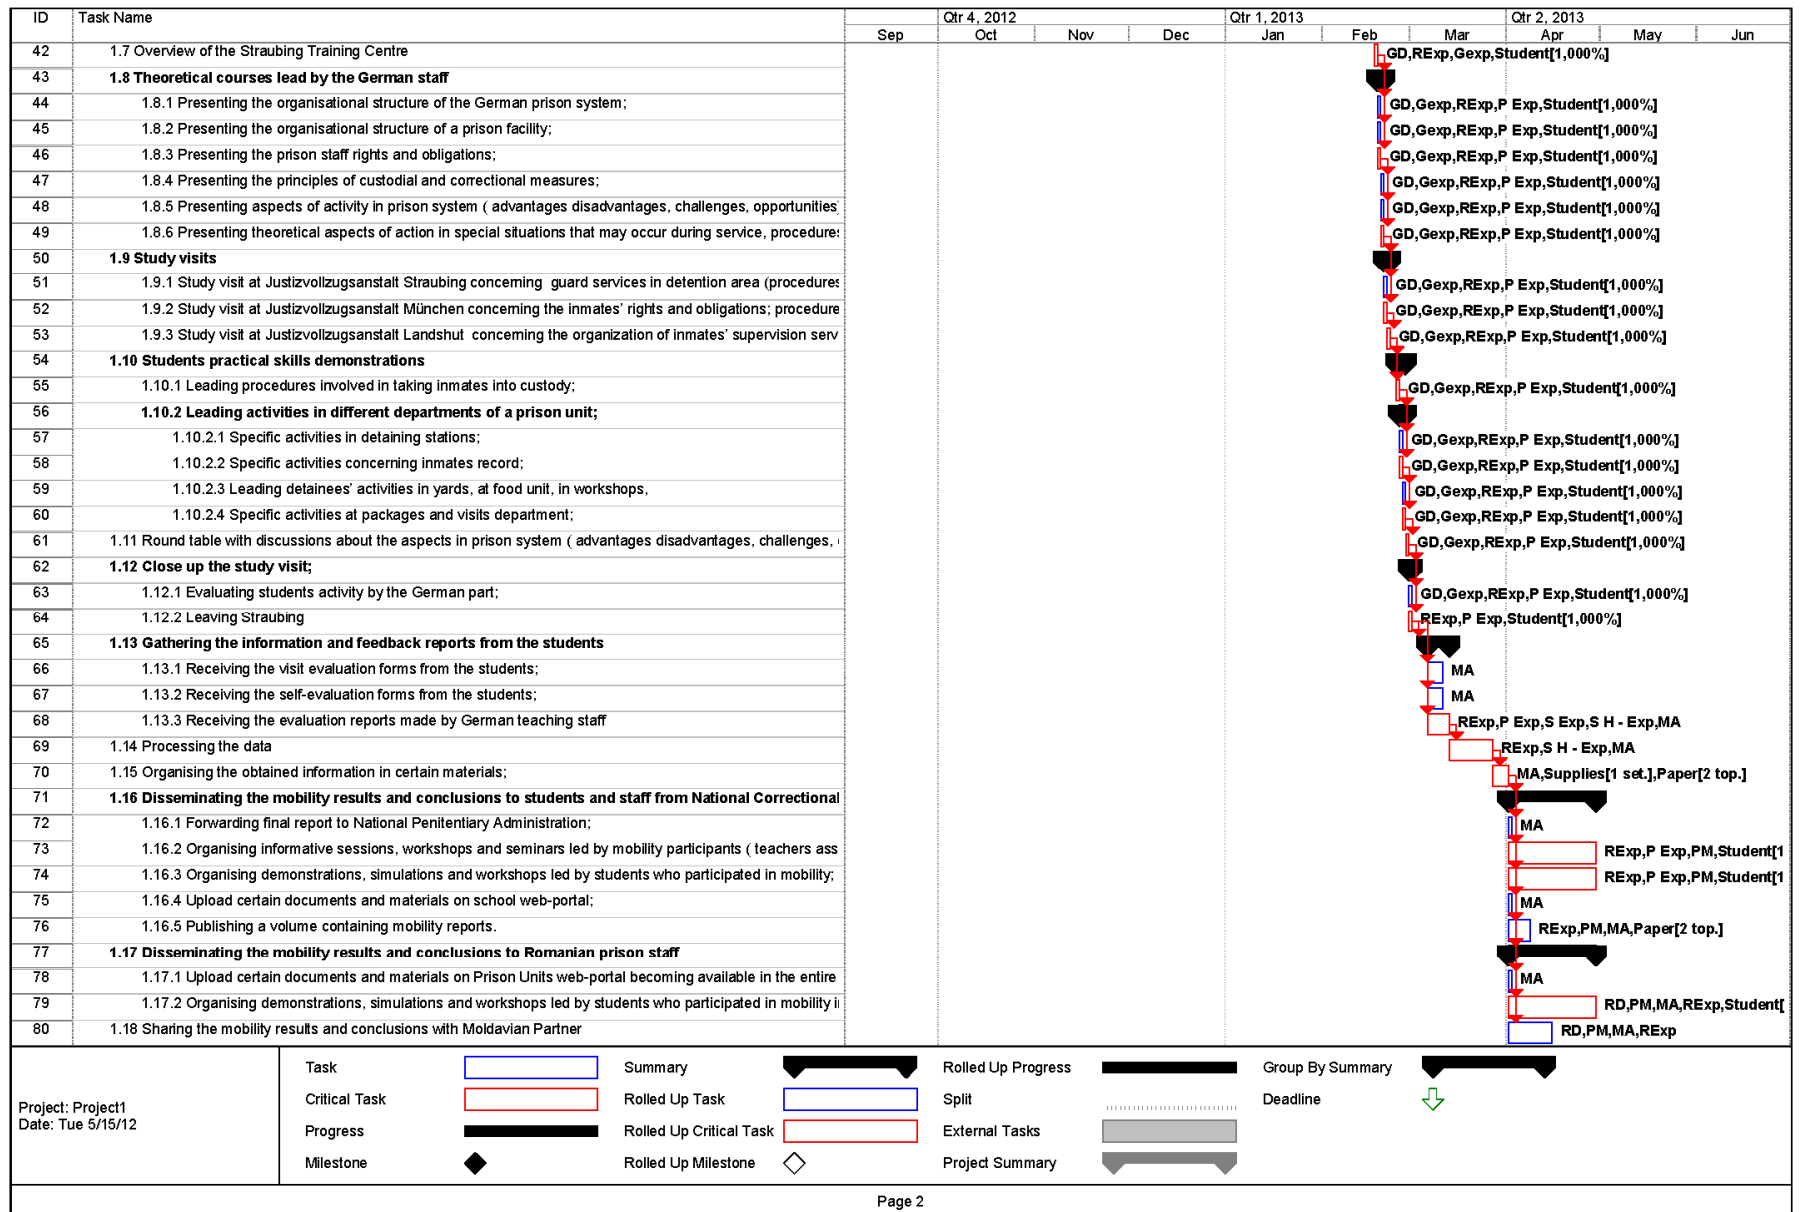 ID Task Name Qtr 4, 2012 Qtr 1, 2013 Qtr 2, 2013
Sep Oct Nov Dec Jan Feb Mar Apr May Jun
42 1.7 Overview of the Straubing Training Centre GD,RExp,Gexp,Student[1,000%]
43 1.8 Theoretical courses lead by the German staff
44 1.8.1 Presenting the organisational structure of the German prison system; GD,Gexp,RExp,P Exp,Student[1,000%]
45 1.8.2 Presenting the organisational structure of a prison facility; GD,Gexp,RExp,P Exp,Student[1,000%]
46 1.8.3 Presenting the prison staff rights and obligations; GD,Gexp,RExp,P Exp,Student[1,000%]
47 1.8.4 Presenting the principles of custodial and correctional measures; GD,Gexp,RExp,P Exp,Student[1,000%]
48 1.8.5 Presenting aspects of activity in prison system ( advantages disadvantages, challenges, opportunities) GD,Gexp,RExp,P Exp,Student[1,000%]
49 1.8.6 Presenting theoretical aspects of action in special situations that may occur during service, procedures GD,Gexp,RExp,P Exp,Student[1,000%]
50 1.9 Study visits
51 1.9.1 Study visit at Justizvollzugsanstalt Straubing concerning guard services in detention area (procedures GD,Gexp,RExp,P Exp,Student[1,000%]
52 1.9.2 Study visit at Justizvollzugsanstalt München concerning the inmates' rights and obligations; procedure GD,Gexp,RExp,P Exp,Student[1,000%]
53 1.9.3 Study visit at Justizvollzugsanstalt Landshut concerning the organization of inmates' supervision serv GD,Gexp,RExp,P Exp,Student[1,000%]
54 1.10 Students practical skills demonstrations
55 1.10.1 Leading procedures involved in taking inmates into custody; GD,Gexp,RExp,P Exp,Student[1,000%]
56 1.10.2 Leading activities in different departments of a prison unit;
57 1.10.2.1 Specific activities in detaining stations; GD,Gexp,RExp,P Exp,Student[1,000%]
58 1.10.2.2 Specific activities concerning inmates record; GD,Gexp,RExp,P Exp,Student[1,000%]
59 1.10.2.3 Leading detainees' activities in yards, at food unit, in workshops, GD,Gexp,RExp,P Exp,Student[1,000%]
60 1.10.2.4 Specific activities at packages and visits department; GD,Gexp,RExp,P Exp,Student[1,000%]
61 1.11 Round table with discussions about the aspects in prison system ( advantages disadvantages, challenges, GD,Gexp,RExp,P Exp,Student[1,000%]
62 1.12 Close up the study visit;
63 1.12.1 Evaluating students activity by the German part; GD,Gexp,RExp,P Exp,Student[1,000%]
64 1.12.2 Leaving Straubing RExp,P Exp,Student[1,000%]
65 1.13 Gathering the information and feedback reports from the students
66 1.13.1 Receiving the visit evaluation forms from the students; MA
67 1.13.2 Receiving the self-evaluation forms from the students; MA
68 1.13.3 Receiving the evaluation reports made by German teaching staff RExp,P Exp,S Exp,S H - Exp,MA
69 1.14 Processing the data RExp,S H - Exp,MA
70 1.15 Organising the obtained information in certain materials; MA,Supplies[1 set.],Paper[2 top.]
71 1.16 Disseminating the mobility results and conclusions to students and staff from National Correctional
72 1.16.1 Forwarding final report to National Penitentiary Administration; MA
73 1.16.2 Organising informative sessions, workshops and seminars led by mobility participants ( teachers ass RExp,P Exp,PM,Student[1
74 1.16.3 Organising demonstrations, simulations and workshops led by students who participated in mobility; RExp,P Exp,PM,Student[1
75 1.16.4 Upload certain documents and materials on school web-portal; MA
76 1.16.5 Publishing a volume containing mobility reports. RExp,PM,MA,Paper[2 top.]
77 1.17 Disseminating the mobility results and conclusions to Romanian prison staff
78 1.17.1 Upload certain documents and materials on Prison Units web-portal becoming available in the entire MA
79 1.17.2 Organising demonstrations, simulations and workshops led by students who participated in mobility i RD,PM,MA,RExp,Student[
80 1.18 Sharing the mobility results and conclusions with Moldavian Partner RD,PM,MA,RExp
Project: Project1
Date: Tue 5/15/12
Task Summary Rolled Up Progress Group By Summary
Critical Task Rolled Up Task Split Deadline
Progress Rolled Up Critical Task External Tasks
Milestone Rolled Up Milestone Project Summary
Page 2